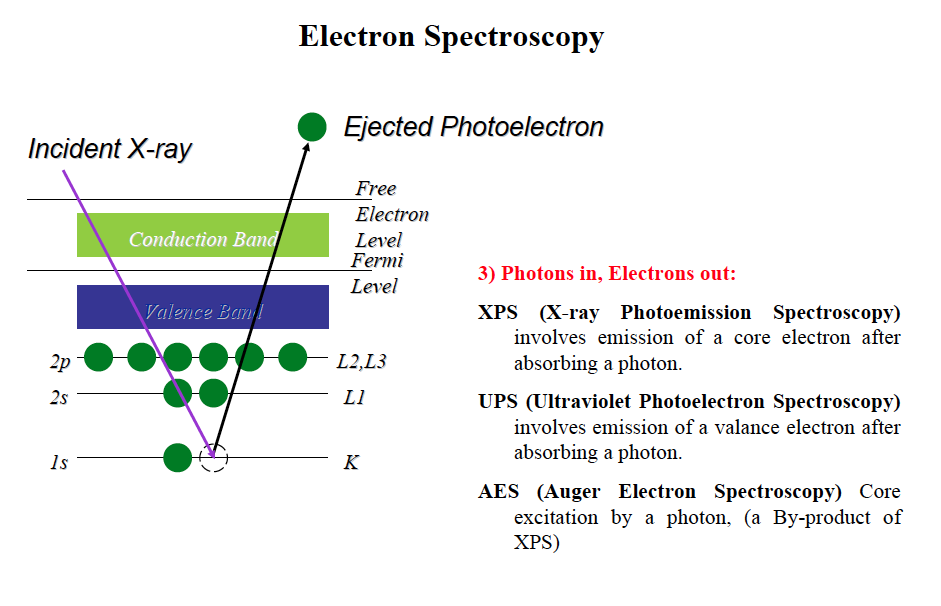 Electron Spectroscopy
Ejected Photoelectron
Incident X-ray
Free
Electron
Level
Conduction Band
Fermi
Level
Valence Band
2p
L2,L3
2s
L1
1s
K
3) Photons in, Electrons out:
XPS (X-ray Photoemission Spectroscopy)
involves emission of a core electron after
absorbing a photon.
UPS (Ultraviolet Photoelectron Spectroscopy)
involves emission of a valance electron after
absorbing a photon.
AES (Auger Electron Spectroscopy) Core
excitation by a photon, (a By-product of
XPS)